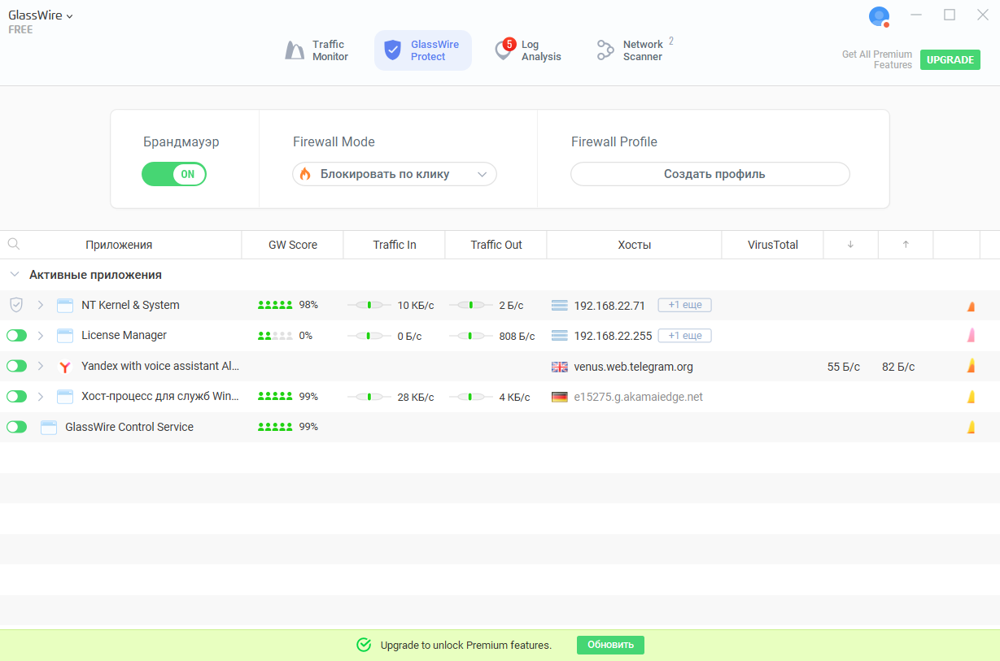 GlassWire
FREE
Traffic Monitor
GlassWire Protect
5
Log Analysis
Network Scanner
2
Get All Premium Features
UPGRADE
Брандмауэр
Firewall Mode
Firewall Profile
ON
Блокировать по клику
Создать профиль
Приложения GW Score Traffic In Traffic Out Хосты VirusTotal ↓ ↑
Активные приложения
NT Kernel & System 98% 10 КБ/с 2 Б/с 192.168.22.71 +1 еще
License Manager 0% 0 Б/с 808 Б/с 192.168.22.255 +1 еще
Yandex with voice assistant Al... venus.web.telegram.org 55 Б/с 82 Б/с
Хост-процесс для служб Win... 99% 28 КБ/с 4 КБ/с e15275.g.akamaiedge.net
GlassWire Control Service 99%
Upgrade to unlock Premium features. Обновить